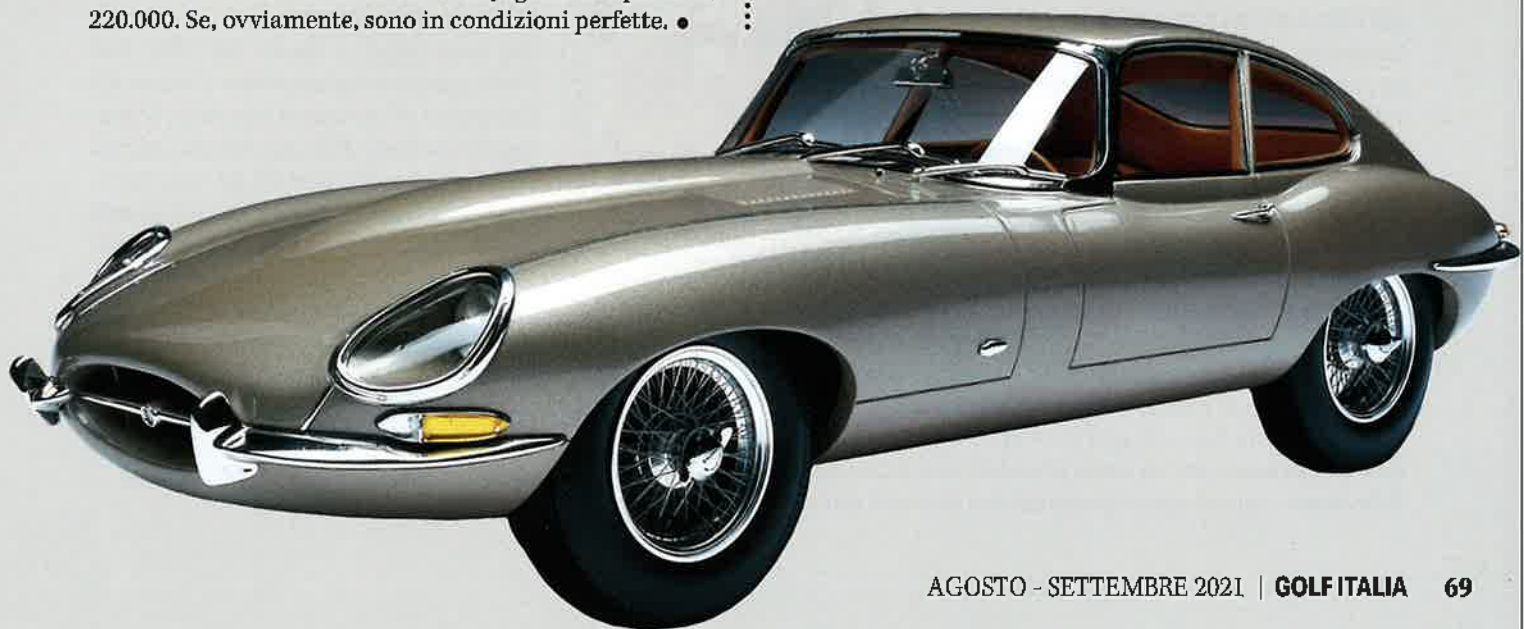 220.000. Se, ovviamente, sono in condizioni perfette. •
AGOSTO - SETTEMBRE 2021 | GOLF ITALIA 69